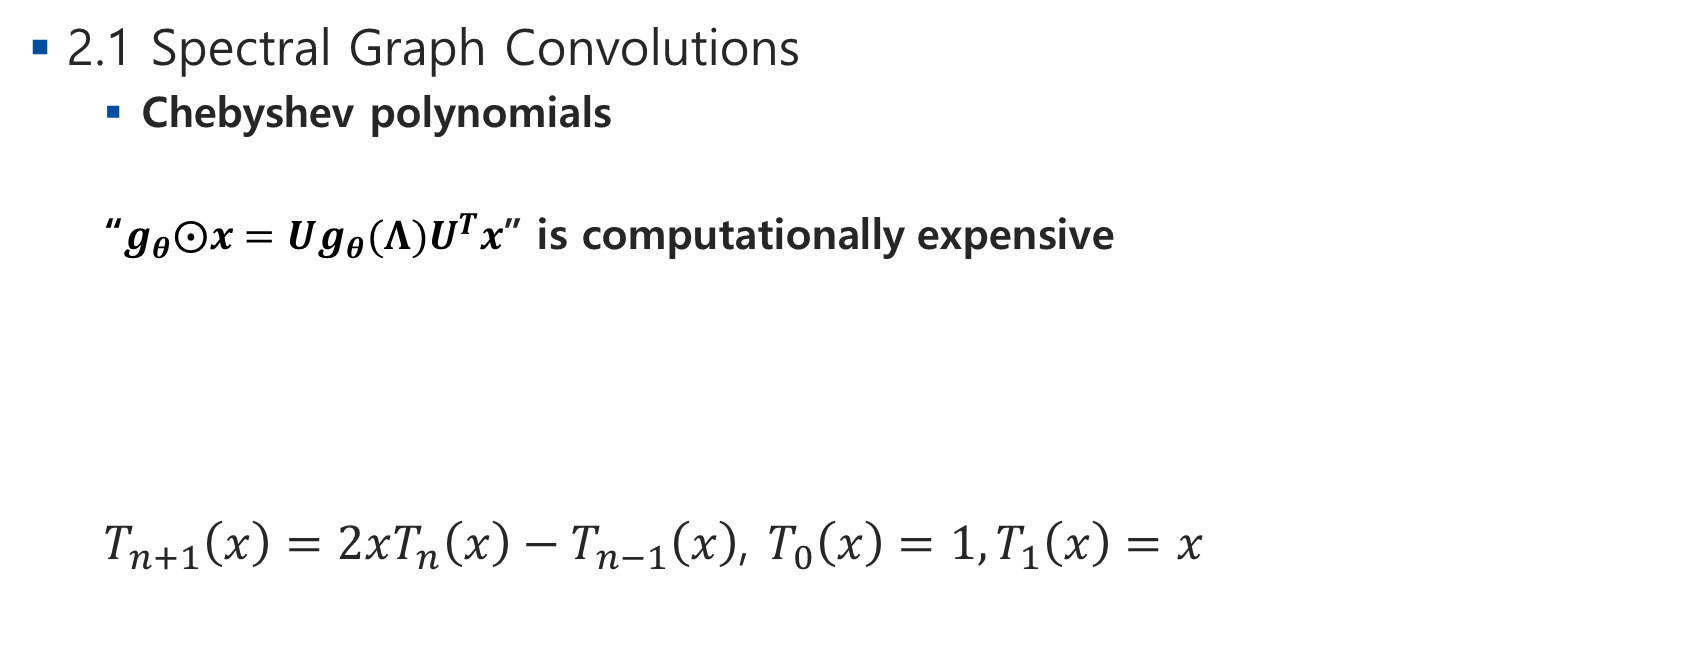 ▪ 2.1 Spectral Graph Convolutions
▪ Chebyshev polynomials
“g_θ⊙x = Ug_θ(Λ)U^T x” is computationally expensive
T_{n+1}(x) = 2xT_n(x) − T_{n−1}(x), T_0(x) = 1, T_1(x) = x